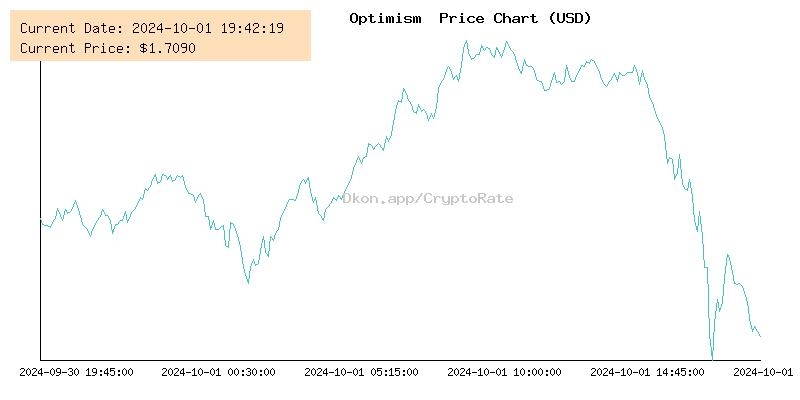 Optimism Price Chart (USD)
Current Date: 2024-10-01 19:42:19
Current Price: $1.7090
Dkon.app/CryptoRate
2024-09-30 19:45:00 2024-10-01 00:30:00 2024-10-01 05:15:00 2024-10-01 10:00:00 2024-10-01 14:45:00 2024-10-01